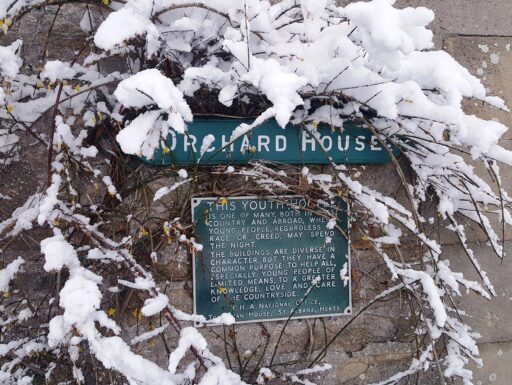 ORCHARD HOUSE
THIS YOUTH HOSTEL
IS ONE OF MANY, BOTH IN THIS
COUNTRY AND ABROAD, WHERE
YOUNG PEOPLE, REGARDLESS OF
RACE OR CREED, MAY SPEND
THE NIGHT.
THE BUILDINGS ARE DIVERSE IN
CHARACTER BUT THEY HAVE A
COMMON PURPOSE: TO HELP ALL,
ESPECIALLY YOUNG PEOPLE OF
LIMITED MEANS, TO A GREATER
KNOWLEDGE, LOVE AND CARE
OF THE COUNTRYSIDE.
Y.H.A NATIONAL OFFICE,
HOUSE, ST. ALBANS, HERTS